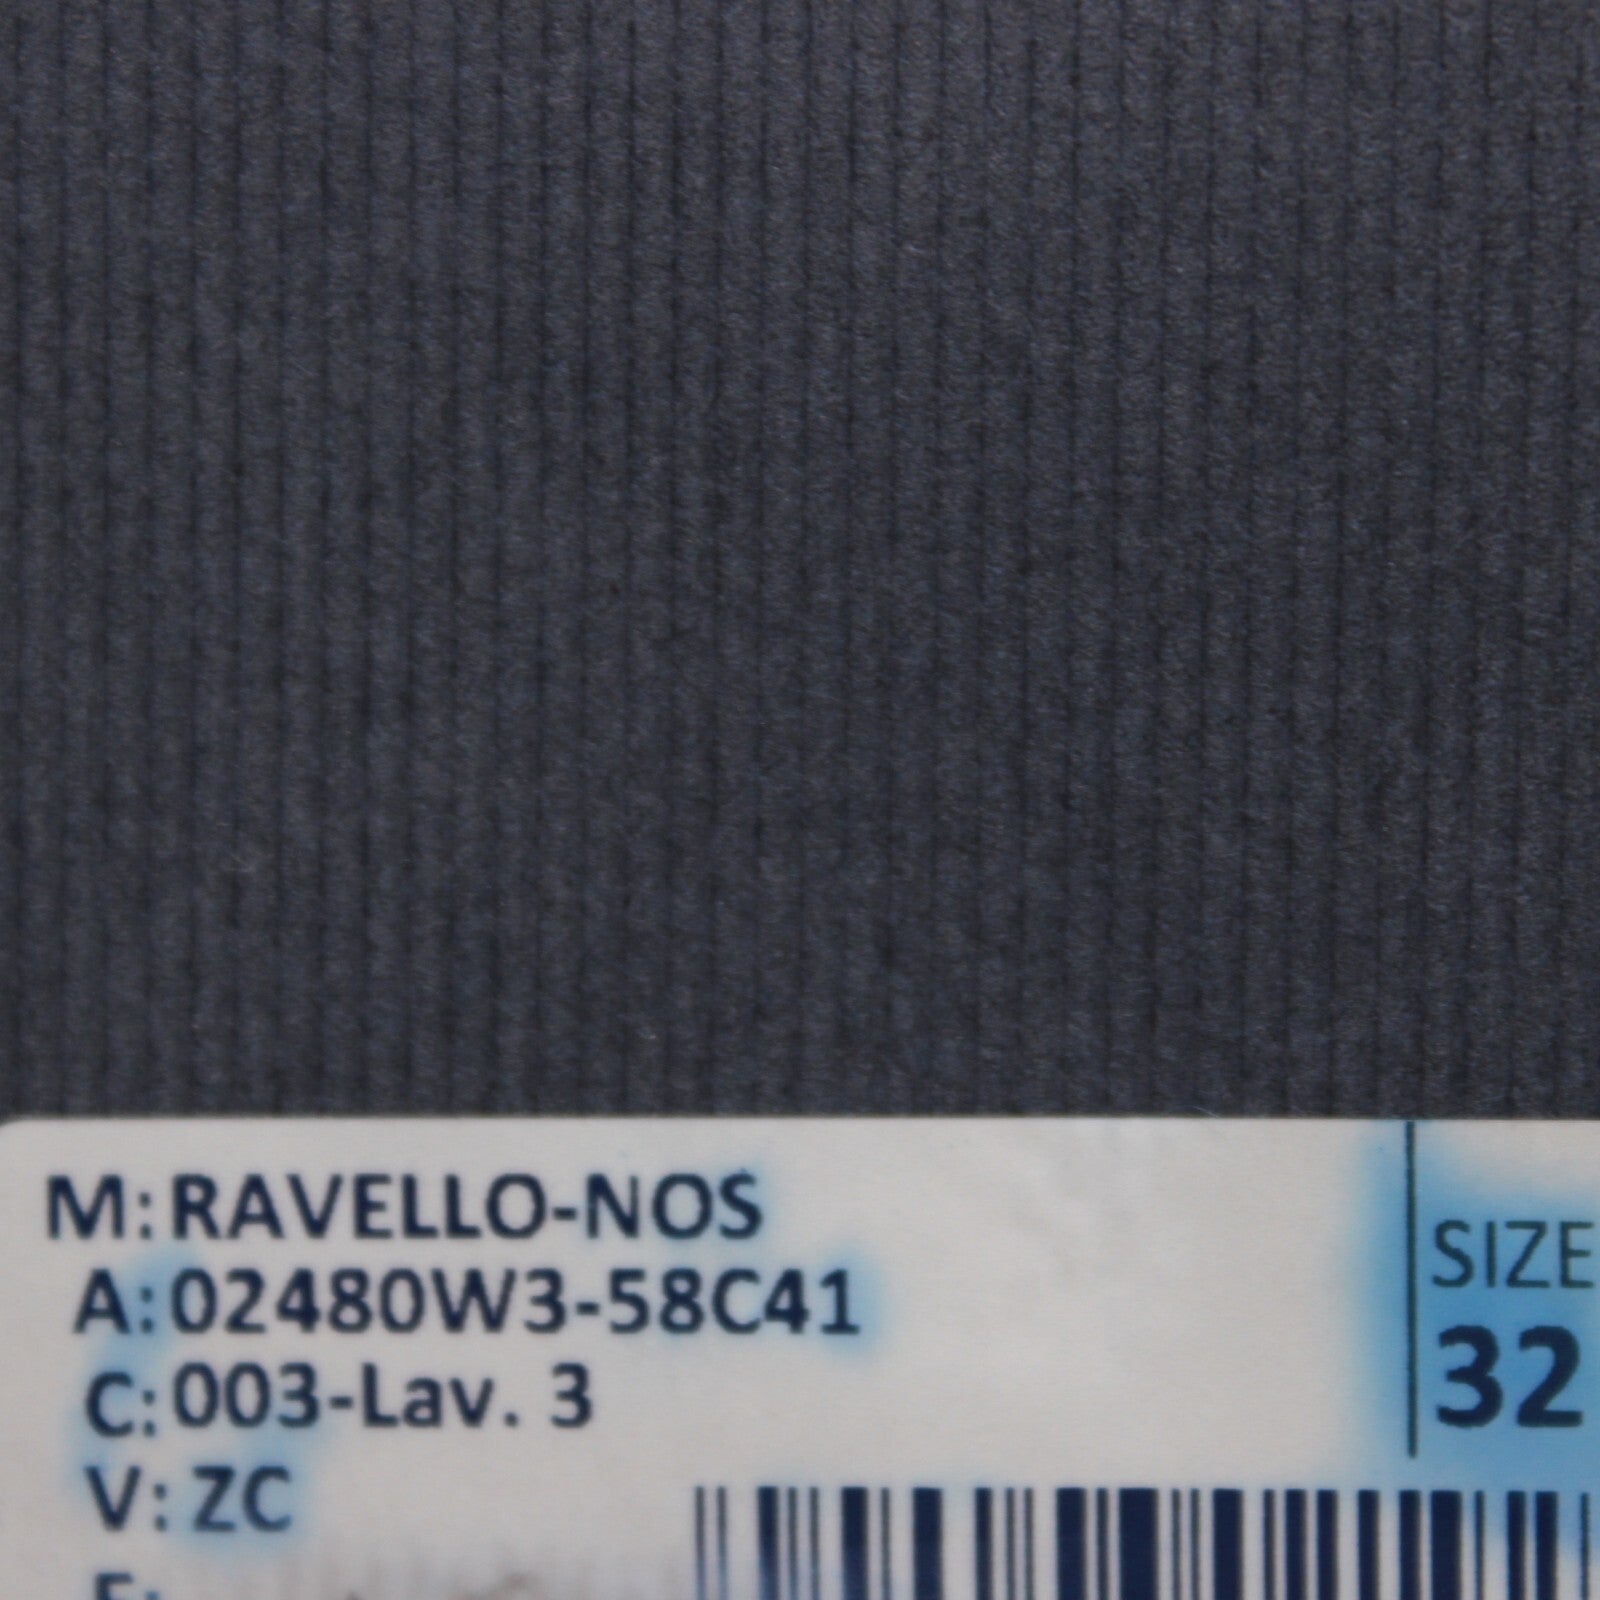 M: RAVELLO-NOS
A: 02480W3-58C41
C: 003-Lav. 3
V: ZC
SIZE
32